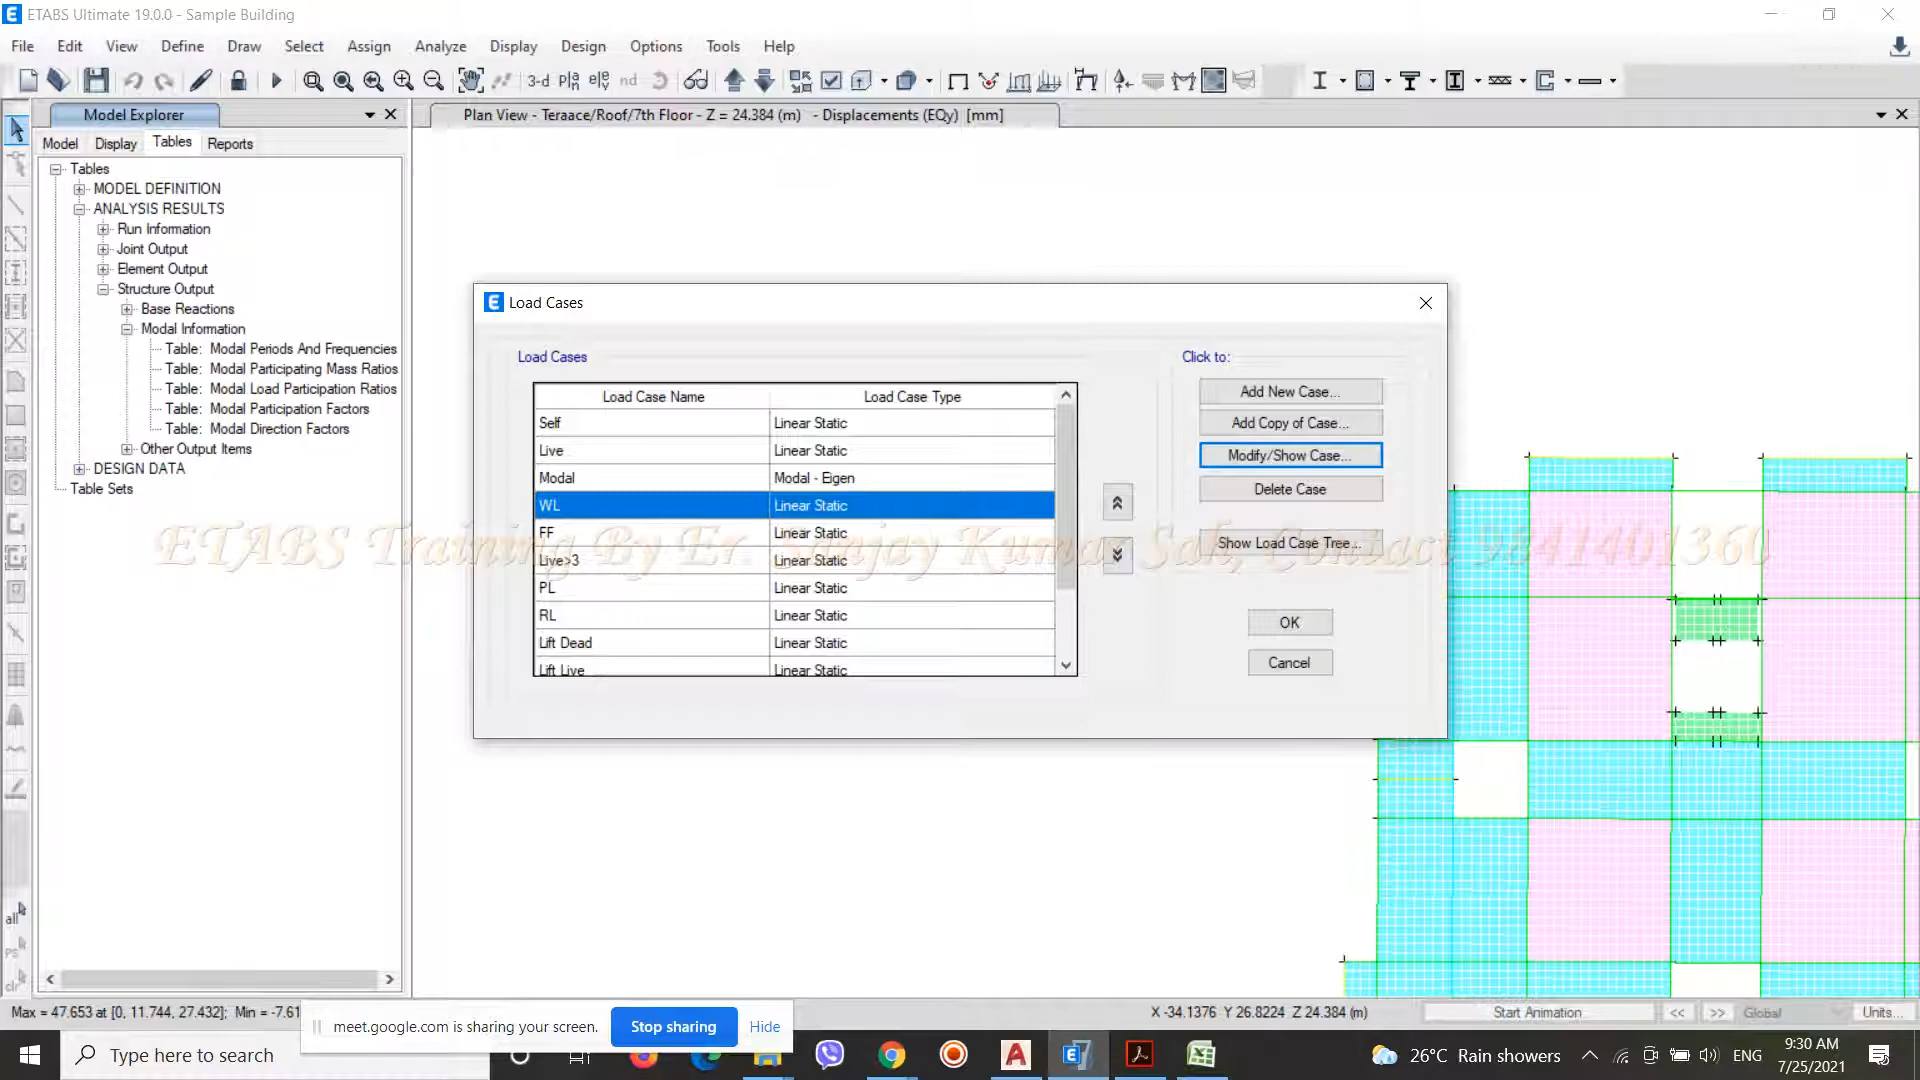 ETABS Ultimate 19.0.0 - Sample Building
File Edit View Define Draw Select Assign Analyze Display Design Options Tools Help
3-d
nd
Model Explorer
Plan View - Teraace/Roof/7th Floor - Z = 24.384 (m) - Displacements (EQy) [mm]
Model Display Tables Reports
Tables
MODEL DEFINITION
ANALYSIS RESULTS
Run Information
Joint Output
Element Output
Structure Output
Base Reactions
Modal Information
Table: Modal Periods And Frequencies
Table: Modal Participating Mass Ratios
Table: Modal Load Participation Ratios
Table: Modal Participation Factors
Table: Modal Direction Factors
Other Output Items
DESIGN DATA
Table Sets
Load Cases
Load Cases
Click to:
Load Case Name Load Case Type
Self Linear Static
Live Linear Static
Modal Modal - Eigen
WL Linear Static
FF Linear Static
Live>3 Linear Static
PL Linear Static
RL Linear Static
Lift Dead Linear Static
Lift Live Linear Static
Add New Case...
Add Copy of Case...
Modify/Show Case...
Delete Case
Show Load Case Tree...
OK
Cancel
ETABS Training By Er. Sanjay Kumar Sah, Contact 9841401360
all
PS
clr
Max = 47.653 at [0, 11.744, 27.432]; Min = -7.61
X -34.1376 Y 26.8224 Z 24.384 (m)
Start Animation << >> Global Units...
meet.google.com is sharing your screen. Stop sharing Hide
Type here to search
26°C Rain showers
ENG
9:30 AM
7/25/2021